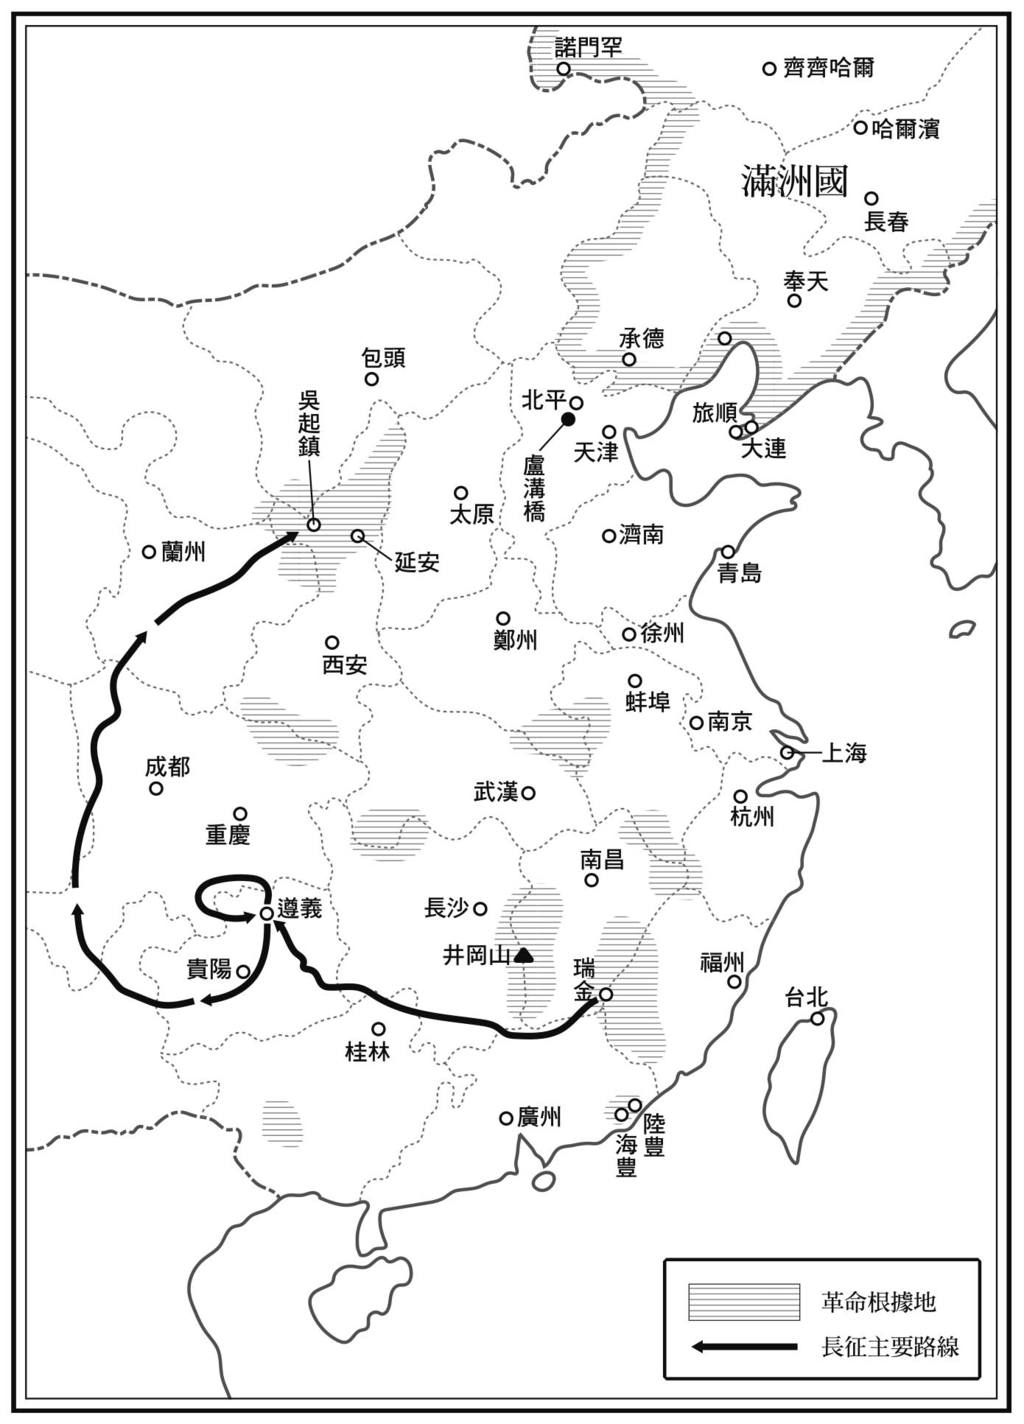 諾門罕
齊齊哈爾
哈爾濱
滿洲國
長春
奉天
承德
包頭
吳起鎮
北平
旅順
天津
大連
盧溝橋
太原
濟南
蘭州
延安
青島
鄭州
徐州
西安
蚌埠
南京
上海
成都
武漢
杭州
重慶
南昌
遵義
長沙
井岡山
瑞金
福州
貴陽
台北
桂林
廣州
陸豐
海豐
革命根據地
長征主要路線